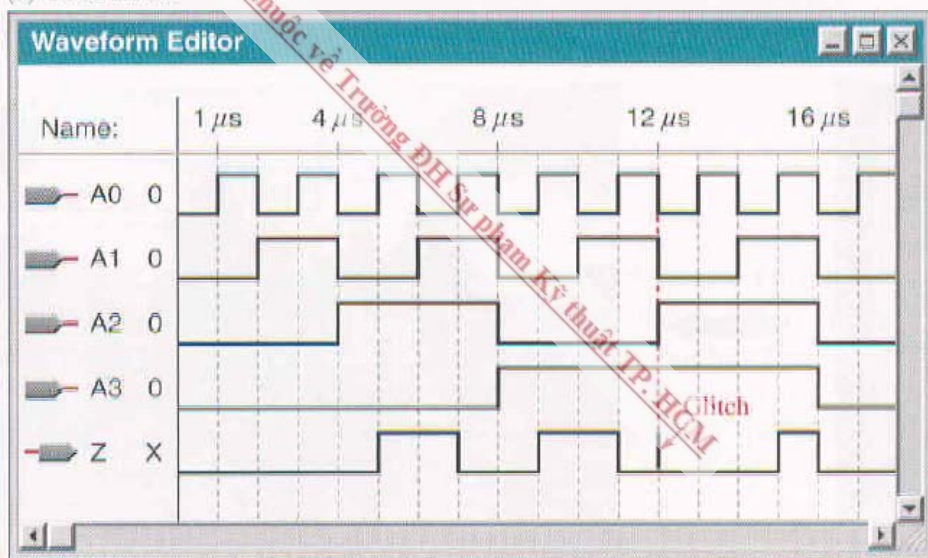 Waveform Editor
thuộc về Trường ĐH Sư phạm Kỹ thuật TP. HCM
Name:
1 µs 4 µs 8 µs 12 µs 16 µs
A0 0
A1 0
A2 0
A3 0
Glitch
Z X